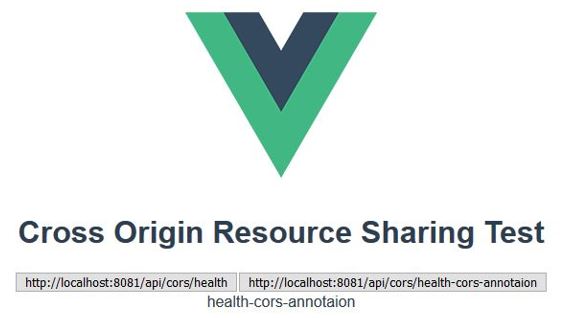 Cross Origin Resource Sharing Test
http://localhost:8081/api/cors/health http://localhost:8081/api/cors/health-cors-annotaion
health-cors-annotaion